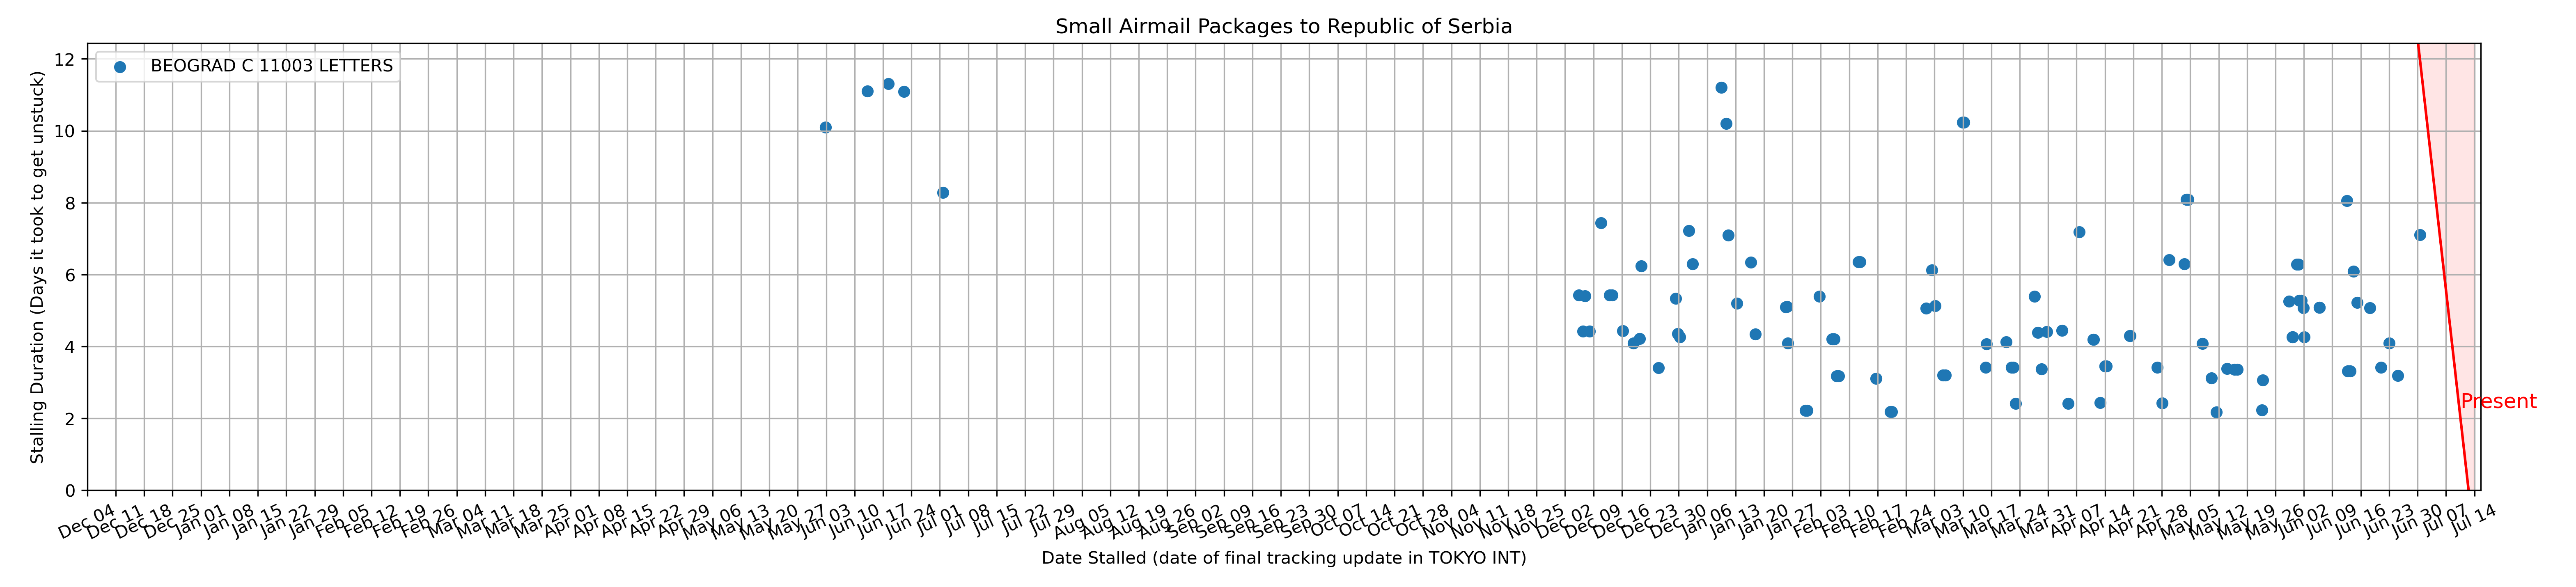 Small Airmail Packages to Republic of Serbia
BEOGRAD C 11003 LETTERS
Stalling Duration (Days it took to get unstuck)
12
10
8
6
4
2
0
Present
Dec 04
Dec 11
Dec 18
Dec 25
Jan 01
Jan 08
Jan 15
Jan 22
Jan 29
Feb 05
Feb 12
Feb 19
Feb 26
Mar 04
Mar 11
Mar 18
Mar 25
Apr 01
Apr 08
Apr 15
Apr 22
Apr 29
May 06
May 13
May 20
May 27
Jun 03
Jun 10
Jun 17
Jun 24
Jul 01
Jul 08
Jul 15
Jul 22
Jul 29
Aug 05
Aug 12
Aug 19
Aug 26
Sep 02
Sep 09
Sep 16
Sep 23
Sep 30
Oct 07
Oct 14
Oct 21
Oct 28
Nov 04
Nov 11
Nov 18
Nov 25
Dec 02
Dec 09
Dec 16
Dec 23
Dec 30
Jan 06
Jan 13
Jan 20
Jan 27
Feb 03
Feb 10
Feb 17
Feb 24
Mar 03
Mar 10
Mar 17
Mar 24
Mar 31
Apr 07
Apr 14
Apr 21
Apr 28
May 05
May 12
May 19
May 26
Jun 02
Jun 09
Jun 16
Jun 23
Jun 30
Jul 07
Jul 14
Date Stalled (date of final tracking update in TOKYO INT)